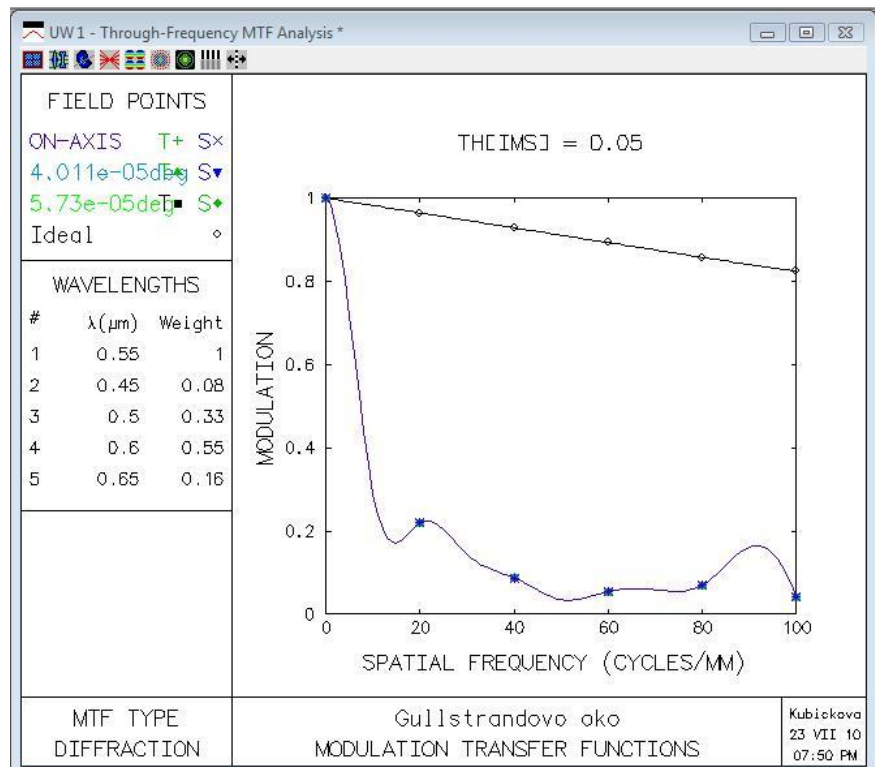 UW 1 - Through-Frequency MTF Analysis *
FIELD POINTS
ON-AXIS T+ S×
4.011e-05deg S▼
5.73e-05deg T■ S◆
Ideal ○
WAVELENGTHS
# λ(μm) Weight
1 0.55 1
2 0.45 0.08
3 0.5 0.33
4 0.6 0.55
5 0.65 0.16
TH[IMS] = 0.05
MODULATION
1
0.8
0.6
0.4
0.2
0
0 20 40 60 80 100
SPATIAL FREQUENCY (CYCLES/MM)
MTF TYPE
DIFFRACTION
Gullstrandovo oko
MODULATION TRANSFER FUNCTIONS
Kubickova
23 VII 10
07:50 PM